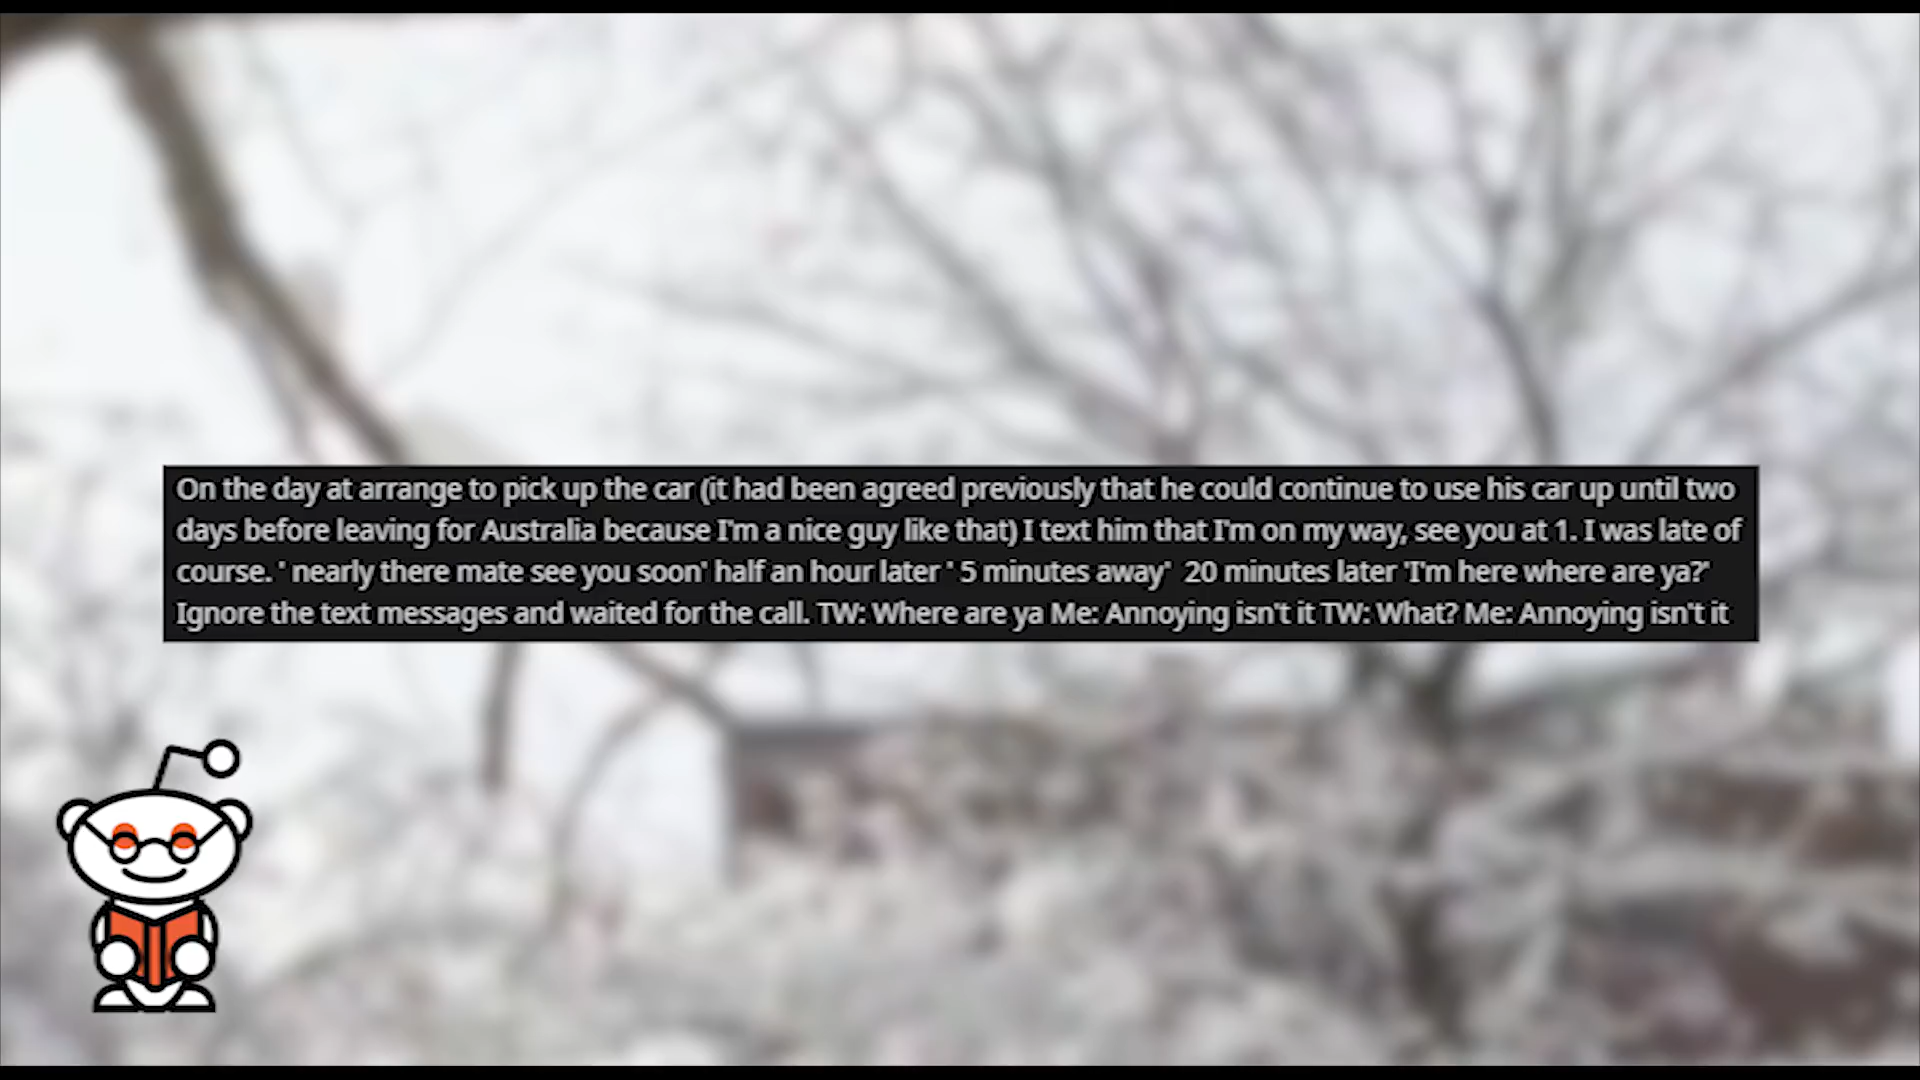 On the day at arrange to pick up the car (it had been agreed previously that he could continue to use his car up until two
days before leaving for Australia because I'm a nice guy like that) I text him that I'm on my way, see you at 1. I was late of
course. ' nearly there mate see you soon' half an hour later ' 5 minutes away'  20 minutes later 'I'm here where are ya?'
Ignore the text messages and waited for the call. TW: Where are ya Me: Annoying isn't it TW: What? Me: Annoying isn't it